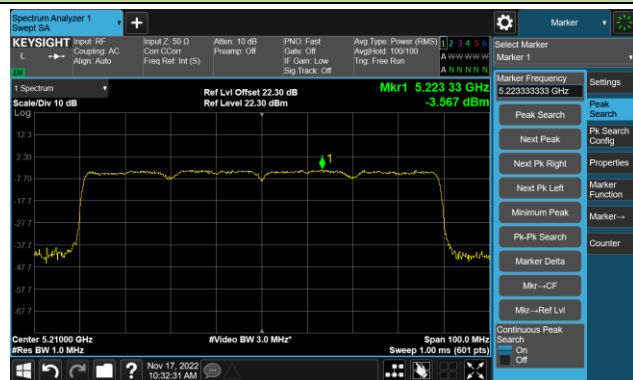 Spectrum Analyzer 1
Swept SA
Marker
KEYSIGHT
L
Input: RF
Coupling: AC
Align: Auto
Input Z: 50 Ω
Corr CCorr
Freq Ref: Int (S)
Atten: 10 dB
Preamp: Off
PNO: Fast
Gate: Off
IF Gain: Low
Sig Track: Off
Avg Type: Power (RMS)
Avg|Hold: 100/100
Trig: Free Run
1 2 3 4 5 6
A W W W W W
A N N N N N
Select Marker
Marker 1
1 Spectrum
Scale/Div 10 dB
Log
Ref Lvl Offset 22.30 dB
Ref Level 22.30 dBm
Mkr1 5.223 33 GHz
-3.567 dBm
12.3
2.30
-7.70
-17.7
-27.7
-37.7
-47.7
-57.7
-67.7
1
Center 5.21000 GHz
#Res BW 1.0 MHz
#Video BW 3.0 MHz*
Span 100.0 MHz
Sweep 1.00 ms (601 pts)
Marker Frequency
5.223333333 GHz
Peak Search
Next Peak
Next Pk Right
Next Pk Left
Minimum Peak
Pk-Pk Search
Marker Delta
Mkr→CF
Mkr→Ref Lvl
Continuous Peak
Search
On
Off
Settings
Peak
Search
Pk Search
Config
Properties
Marker
Function
Marker→
Counter
Nov 17, 2022
10:32:31 AM